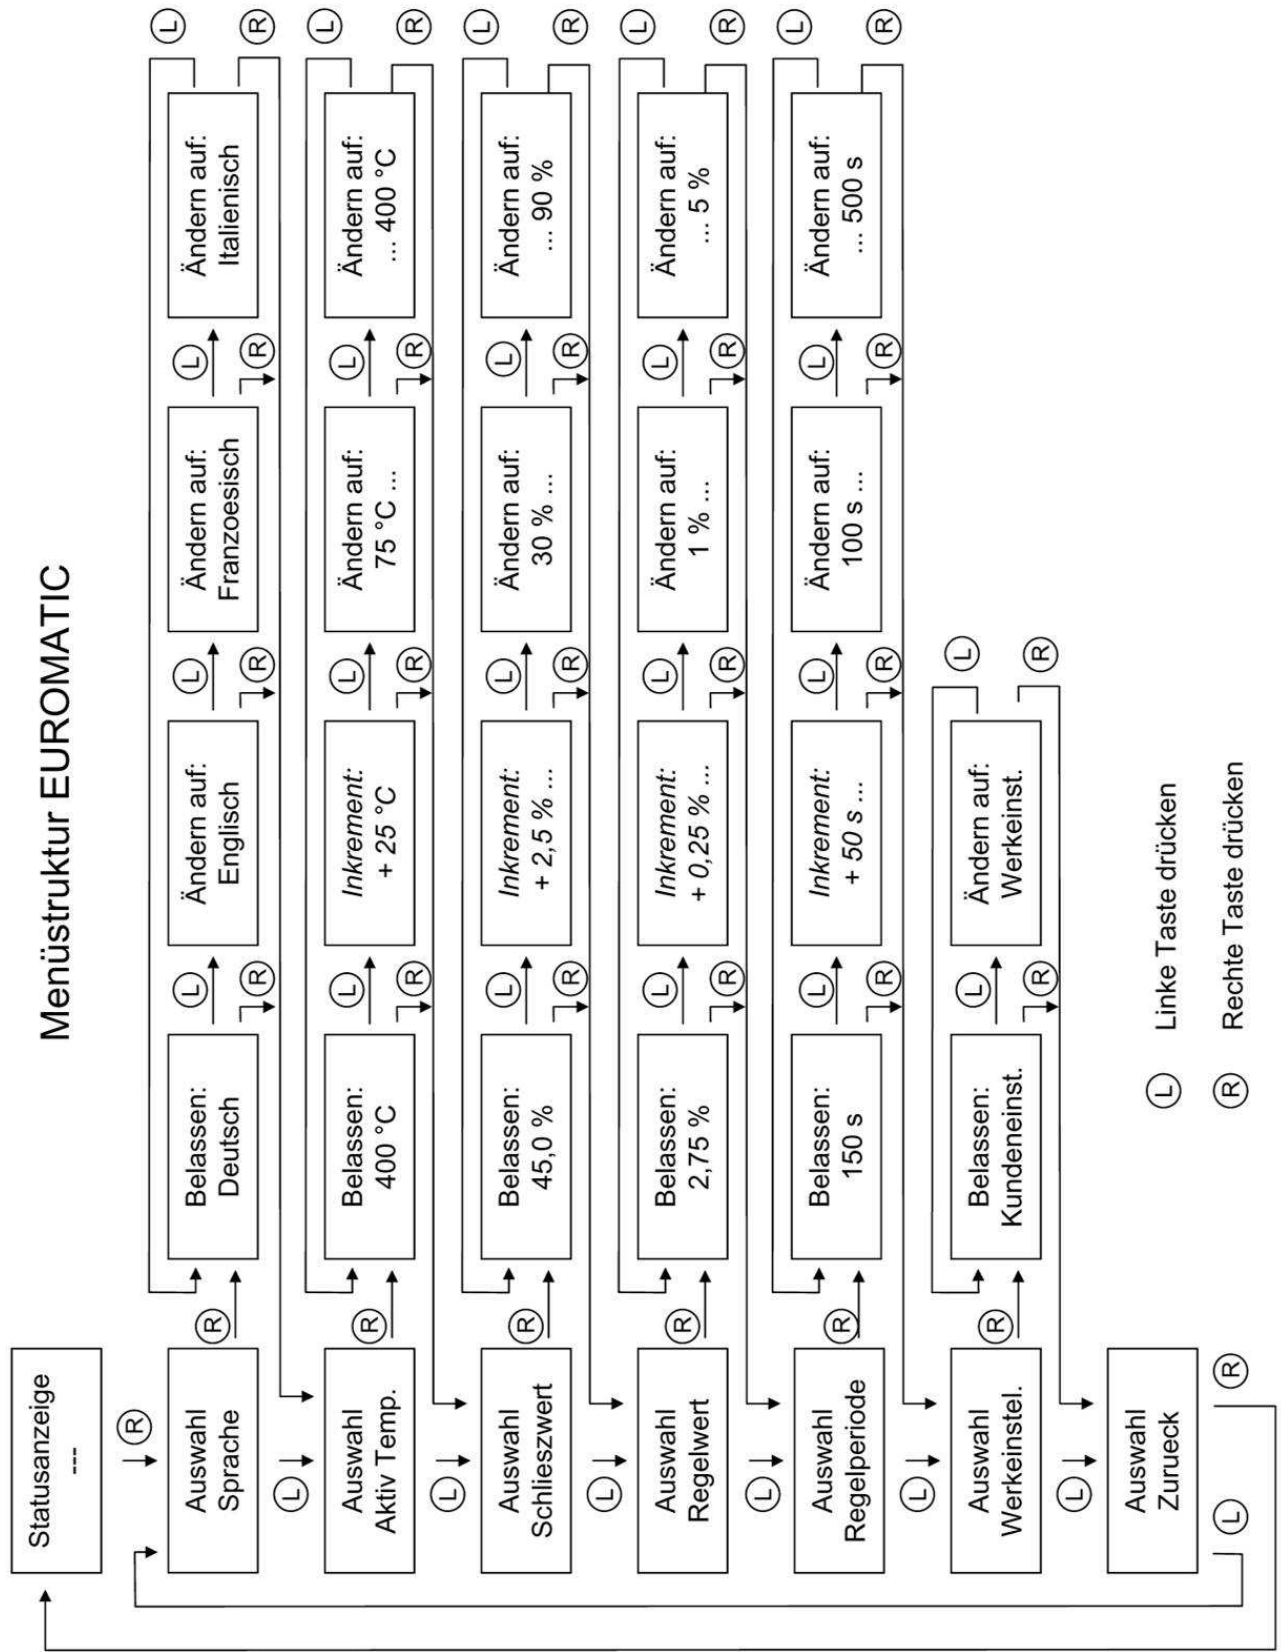 Menüstruktur EUROMATIC
Statusanzeige
---
R
Auswahl
Sprache
R
Belassen:
Deutsch
L
R
Ändern auf:
Englisch
L
R
Ändern auf:
Franzoesisch
L
R
Ändern auf:
Italienisch
L
R
L
Auswahl
Aktiv Temp.
R
Belassen:
400 °C
L
R
Inkrement:
+ 25 °C
L
R
Ändern auf:
75 °C ...
L
R
Ändern auf:
... 400 °C
L
R
L
Auswahl
Schlieszwert
R
Belassen:
45,0 %
L
R
Inkrement:
+ 2,5 % ...
L
R
Ändern auf:
30 % ...
L
R
Ändern auf:
... 90 %
L
R
L
Auswahl
Regelwert
R
Belassen:
2,75 %
L
R
Inkrement:
+ 0,25 % ...
L
R
Ändern auf:
1 % ...
L
R
Ändern auf:
... 5 %
L
R
L
Auswahl
Regelperiode
R
Belassen:
150 s
L
R
Inkrement:
+ 50 s ...
L
R
Ändern auf:
100 s ...
L
R
Ändern auf:
... 500 s
L
R
L
Auswahl
Werkeinstel.
R
Belassen:
Kundeneinst.
L
R
Ändern auf:
Werkeinst.
L
R
L
Auswahl
Zurueck
L
R
L Linke Taste drücken
R Rechte Taste drücken